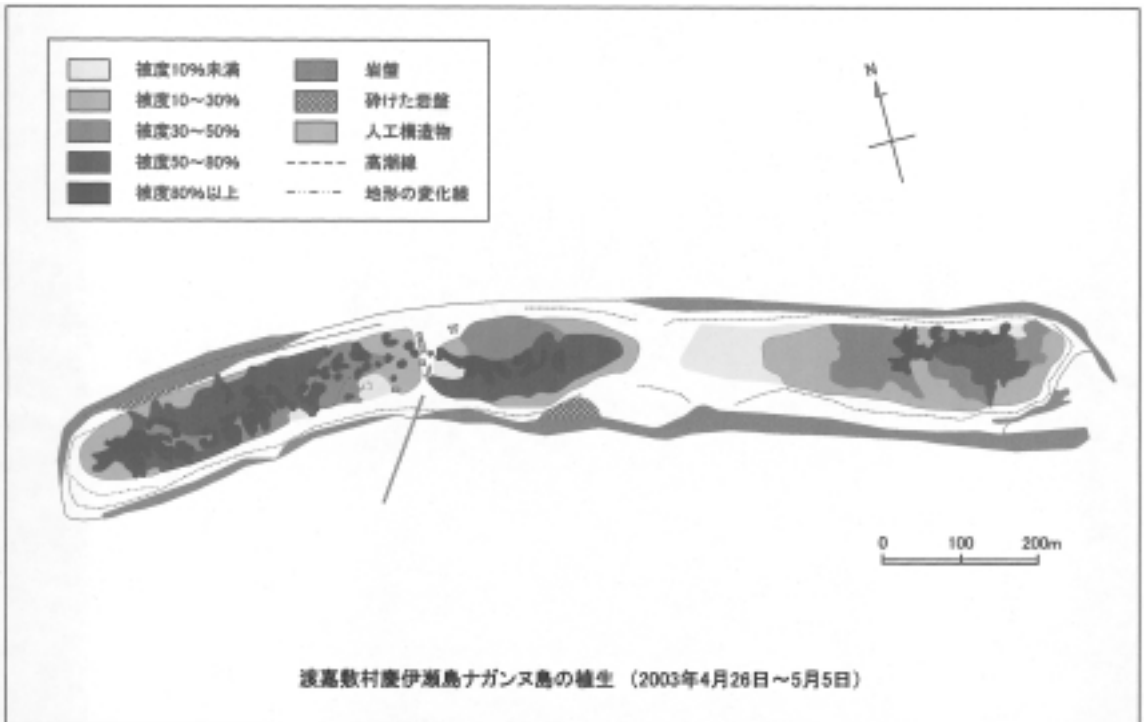 被度10%未満
被度10～30%
被度30～50%
被度50～80%
被度80%以上
岩盤
砕けた岩盤
人工構造物
高潮線
地形の変化線
N
0 100 200m
渡嘉敷村慶伊瀬島ナガンヌ島の植生 (2003年4月26日～5月5日)